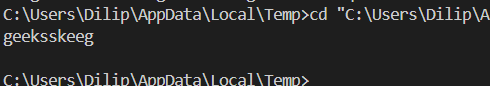 C:\Users\Dilip\AppData\Local\Temp>cd "C:\Users\Dilip\A
geeksskeeg
C:\Users\Dilip\AppData\Local\Temp>